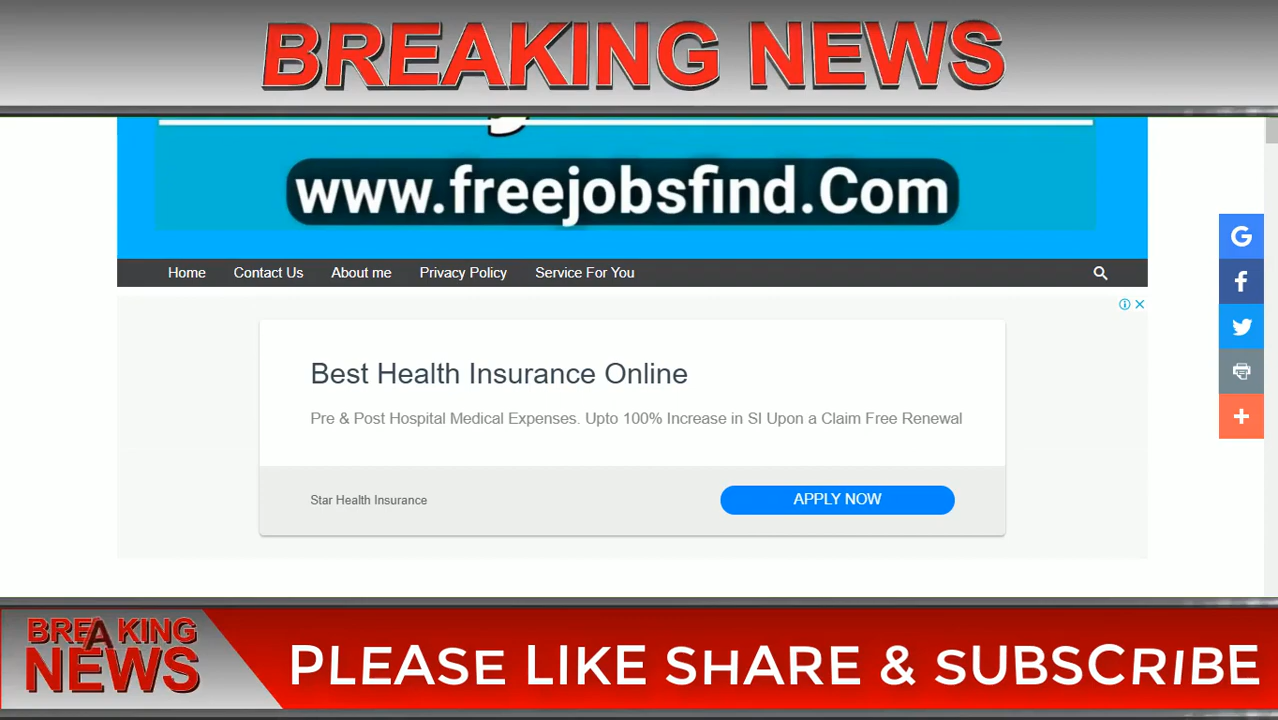 BREAKING NEWS
www.freejobsfind.Com
Home Contact Us About me Privacy Policy Service For You
Best Health Insurance Online
Pre & Post Hospital Medical Expenses. Upto 100% Increase in SI Upon a Claim Free Renewal
Star Health Insurance APPLY NOW
BREAKING
NEWS
PLEASE LIKE SHARE & SUBSCRIBE